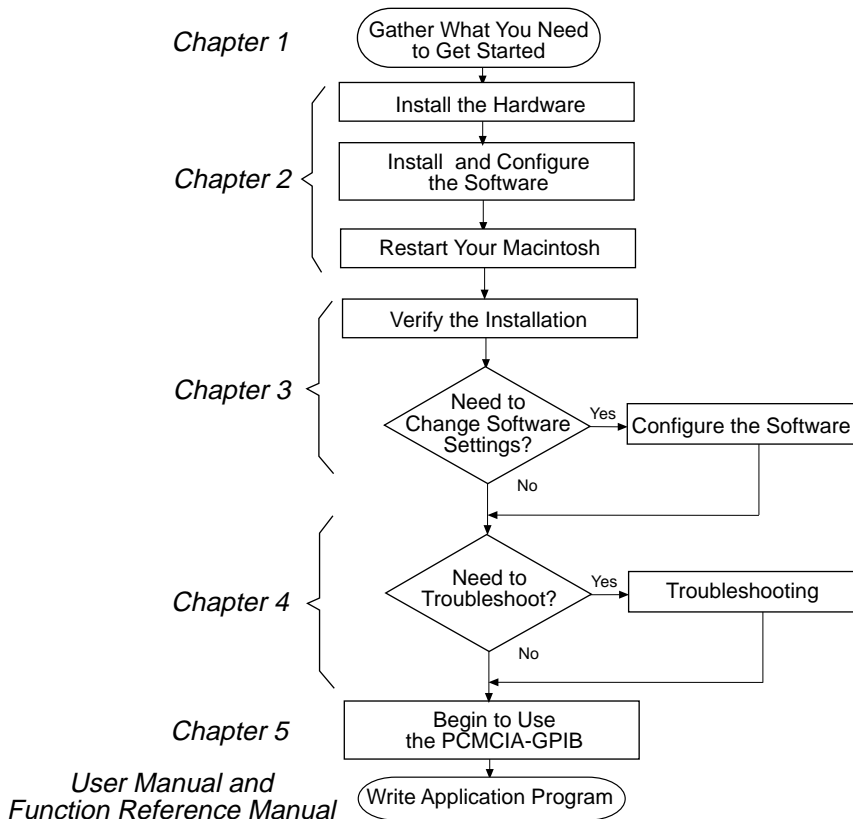 Chapter 1
Gather What You Need
to Get Started
Install the Hardware
Chapter 2
Install and Configure
the Software
Restart Your Macintosh
Verify the Installation
Chapter 3
Need to
Change Software
Settings?
Yes
Configure the Software
No
Chapter 4
Need to
Troubleshoot?
Yes
Troubleshooting
No
Chapter 5
Begin to Use
the PCMCIA-GPIB
User Manual and
Function Reference Manual
Write Application Program